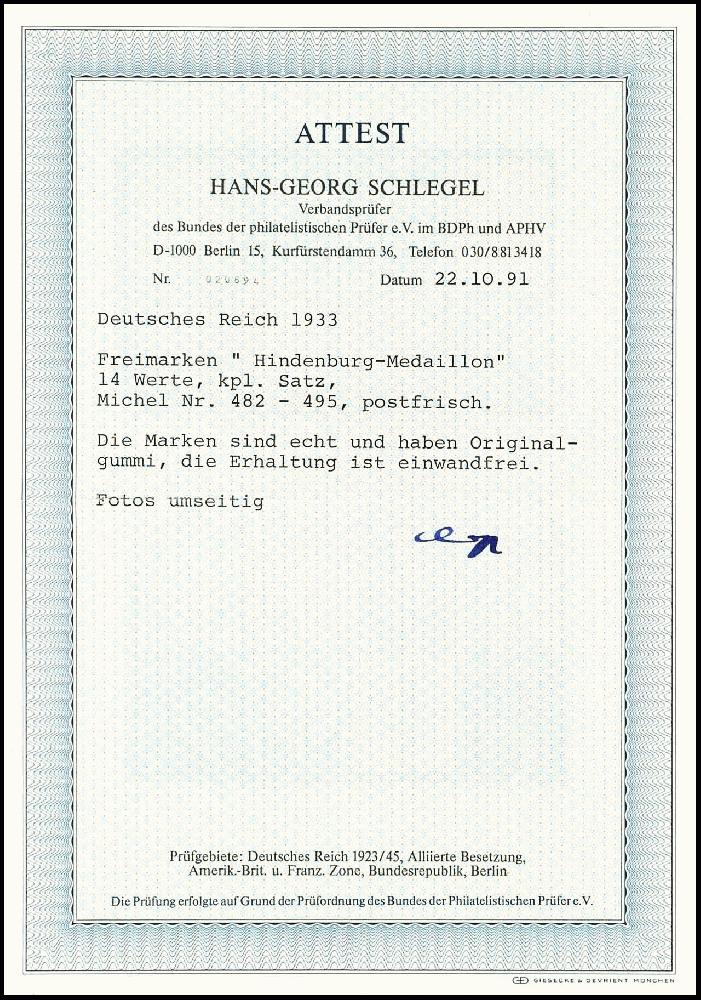 ATTEST
HANS-GEORG SCHLEGEL
Verbandsprüfer
des Bundes der philatelistischen Prüfer e.V. im BDPh und APHV
D-1000 Berlin 15, Kurfürstendamm 36, Telefon 030/8813418
Nr. Datum 22.10.91
Deutsches Reich 1933
Freimarken " Hindenburg-Medaillon"
14 Werte, kpl. Satz,
Michel Nr. 482 - 495, postfrisch.
Die Marken sind echt und haben Original-
gummi, die Erhaltung ist einwandfrei.
Fotos umseitig
Prüfgebiete: Deutsches Reich 1923/45, Alliierte Besetzung,
Amerik.-Brit. u. Franz. Zone, Bundesrepublik, Berlin
Die Prüfung erfolgte auf Grund der Prüfordnung des Bundes der Philatelistischen Prüfer e.V.
GIESECKE & DEVRIENT MÜNCHEN